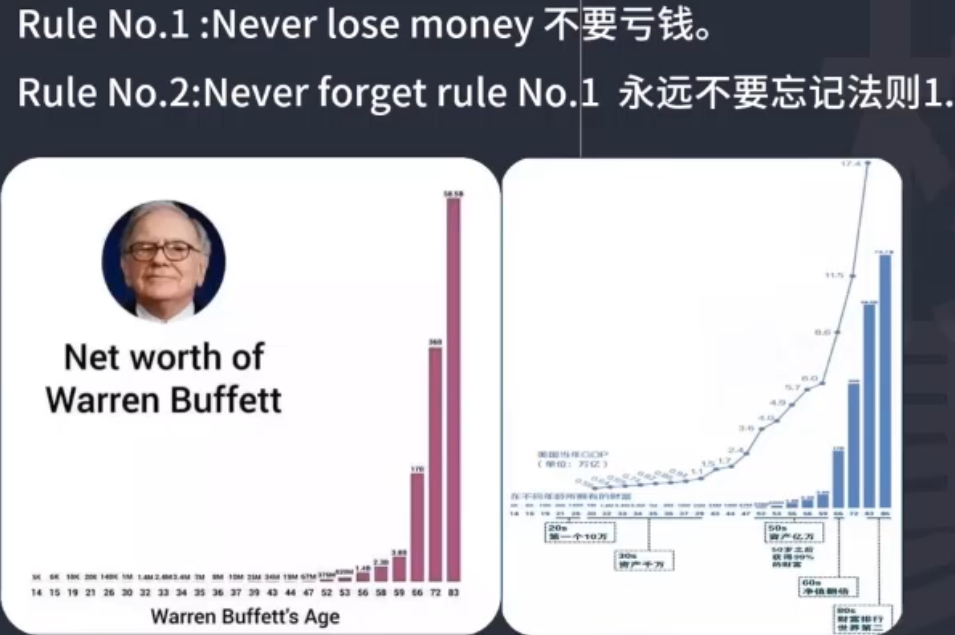 Rule No.1 :Never lose money 不要亏钱。
Rule No.2:Never forget rule No.1 永远不要忘记法则1.
Net worth of
Warren Buffett
58.5B
36B
17B
3.8B
2.3B
1.4B
5K 6K 10K 20K 140K 1M 1.4M 2.4M 3.4M 7M 8M 10M 25M 34M 19M 67M 376M 620M
14 15 19 21 26 30 32 33 34 35 36 37 39 43 44 47 52 53 56 58 59 66 72 83
Warren Buffett's Age
17.4
11.5
8.6
6.0
5.7
4.9
4.0
3.6
2.4
1.7
1.5
1.1
美国当年GDP
(单位:万亿)
在不同年龄所拥有的财富
20s
第一个10万
30s
资产千万
50s
资产亿万
50岁之后
获得99%
的财富
60s
净值翻倍
80s
财富排行
世界第二